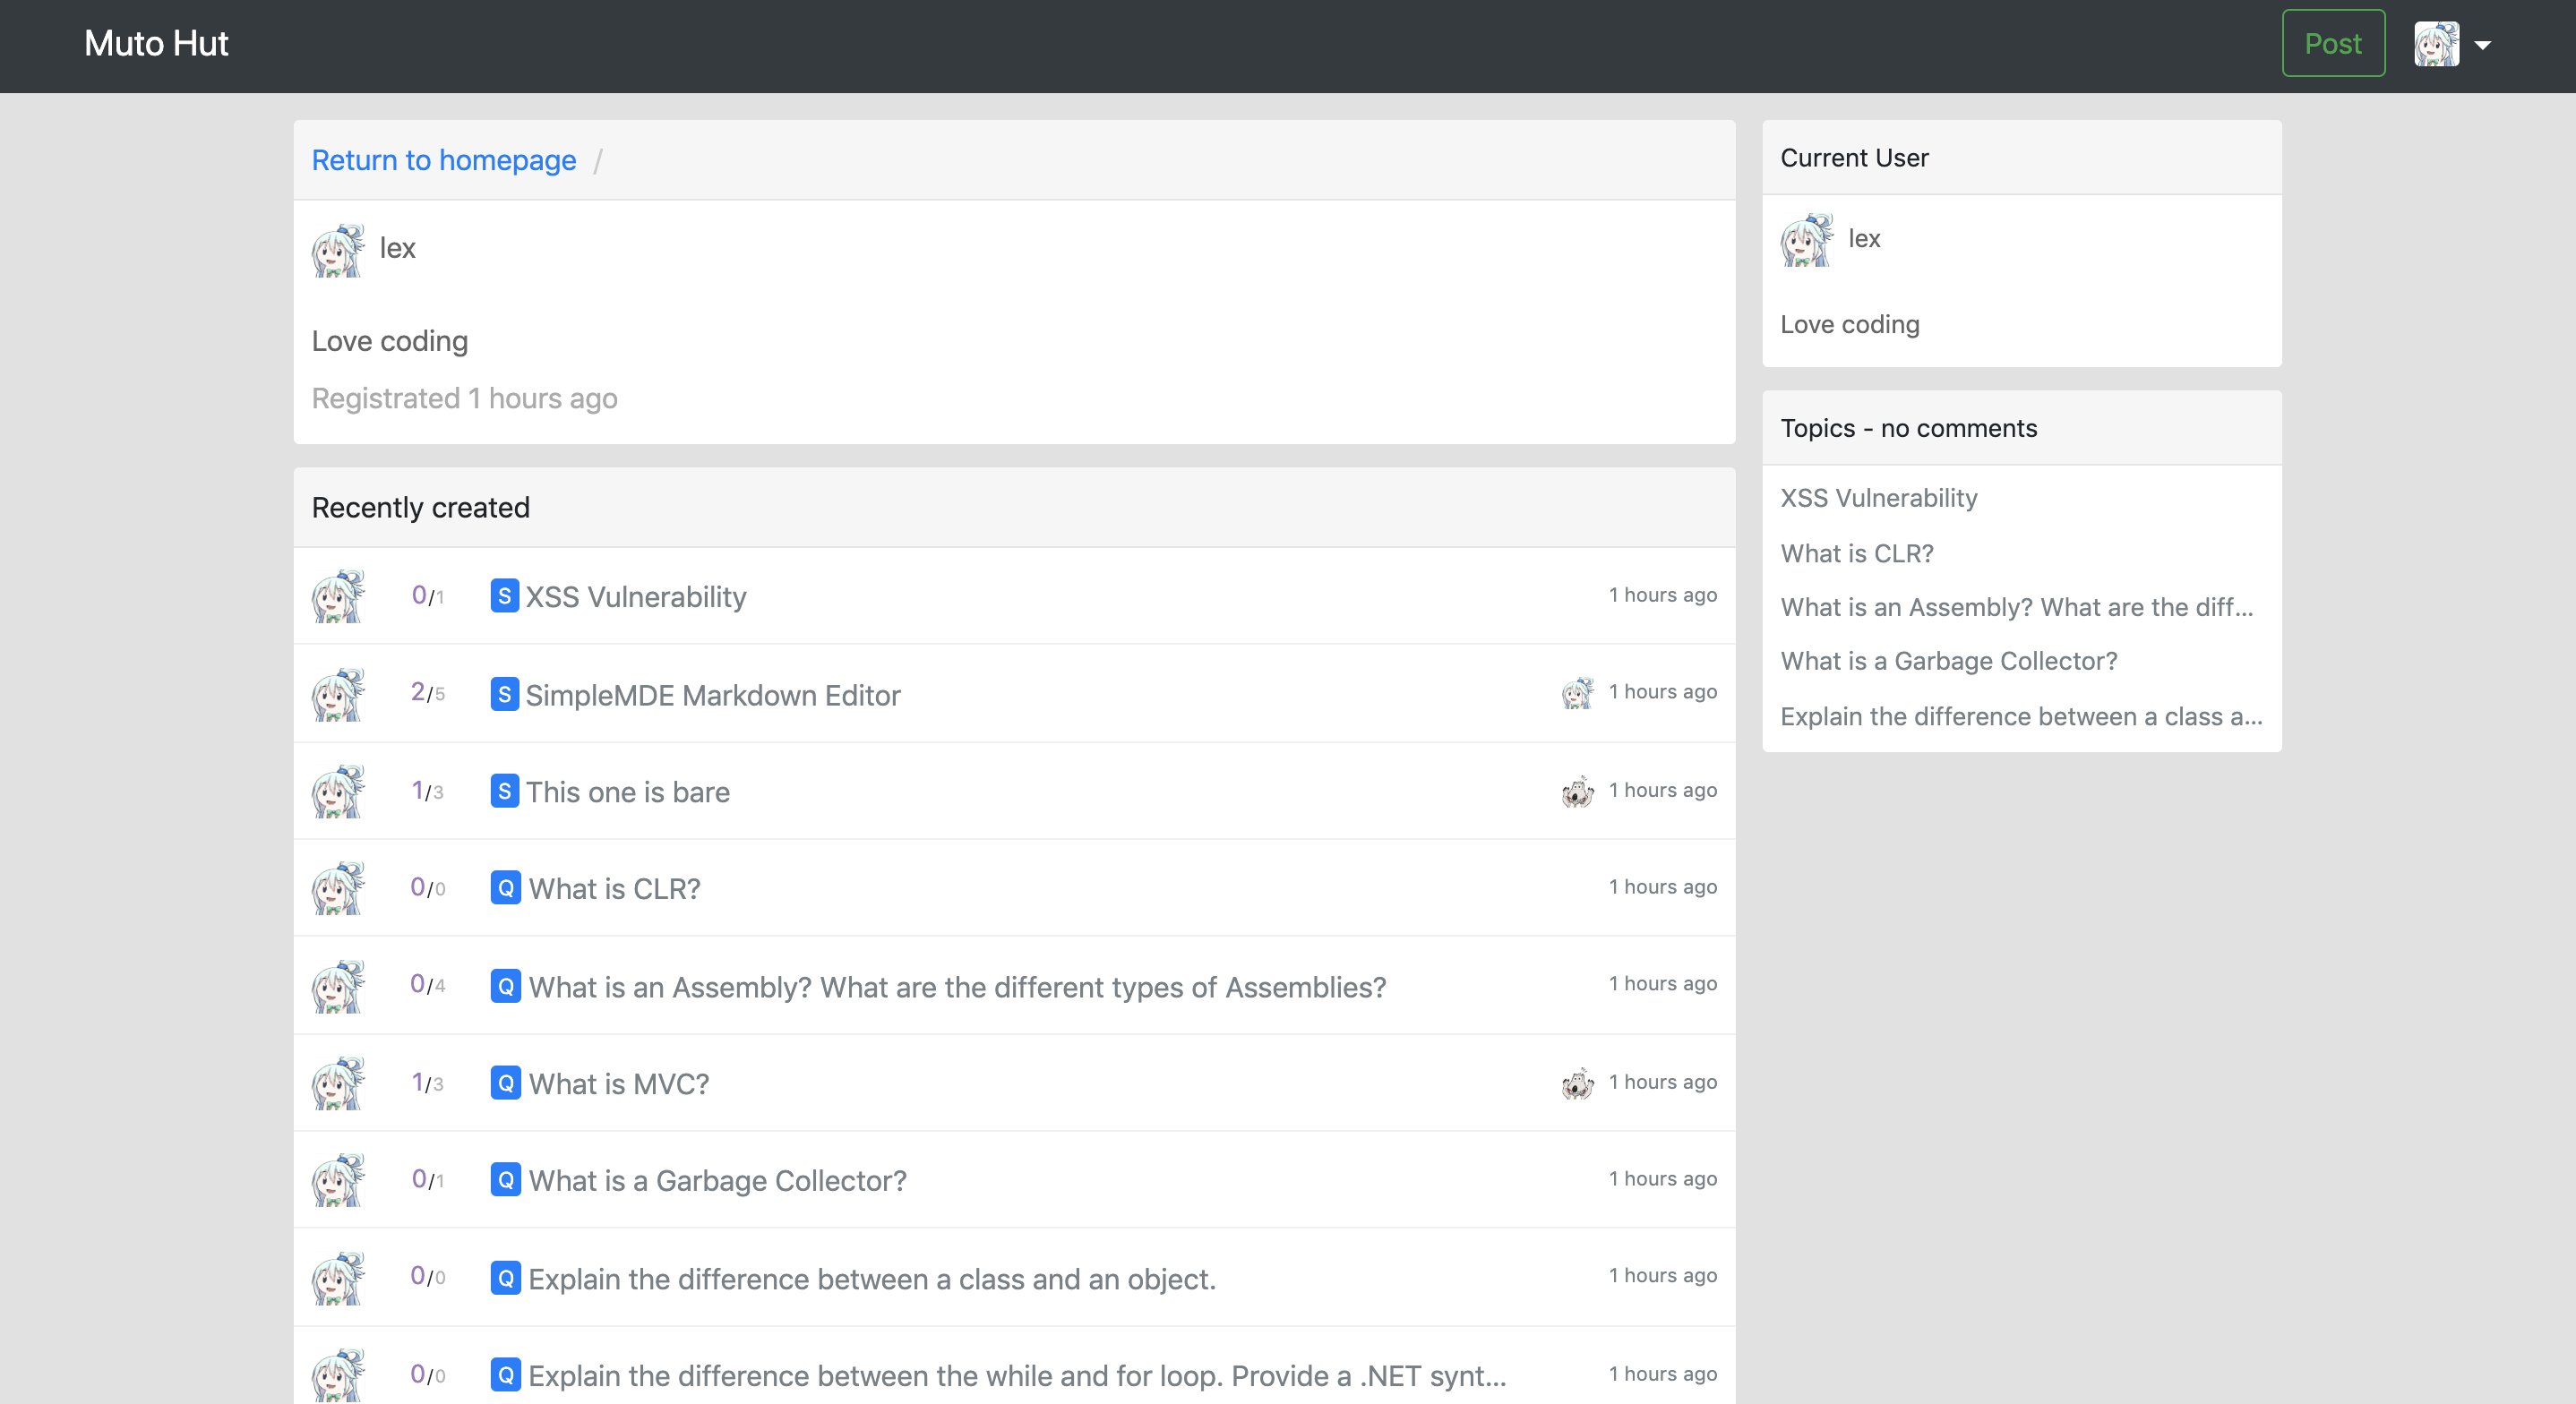 Muto Hut
Post
Return to homepage /
lex
Love coding
Registrated 1 hours ago
Recently created
0/1 S XSS Vulnerability 1 hours ago
2/5 S SimpleMDE Markdown Editor 1 hours ago
1/3 S This one is bare 1 hours ago
0/0 Q What is CLR? 1 hours ago
0/4 Q What is an Assembly? What are the different types of Assemblies? 1 hours ago
1/3 Q What is MVC? 1 hours ago
0/1 Q What is a Garbage Collector? 1 hours ago
0/0 Q Explain the difference between a class and an object. 1 hours ago
0/0 Q Explain the difference between the while and for loop. Provide a .NET synt... 1 hours ago
Current User
lex
Love coding
Topics - no comments
XSS Vulnerability
What is CLR?
What is an Assembly? What are the diff...
What is a Garbage Collector?
Explain the difference between a class a...